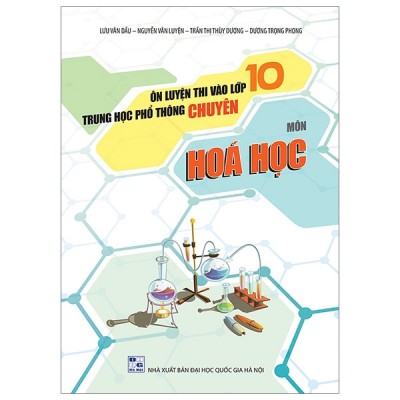 LƯU VĂN DẦU – NGUYỄN VĂN LUYỆN – TRẦN THỊ THÙY DƯƠNG – DƯƠNG TRỌNG PHONG
ÔN LUYỆN THI VÀO LỚP 10
TRUNG HỌC PHỔ THÔNG CHUYÊN
MÔN
HOÁ HỌC
NHÀ XUẤT BẢN ĐẠI HỌC QUỐC GIA HÀ NỘI